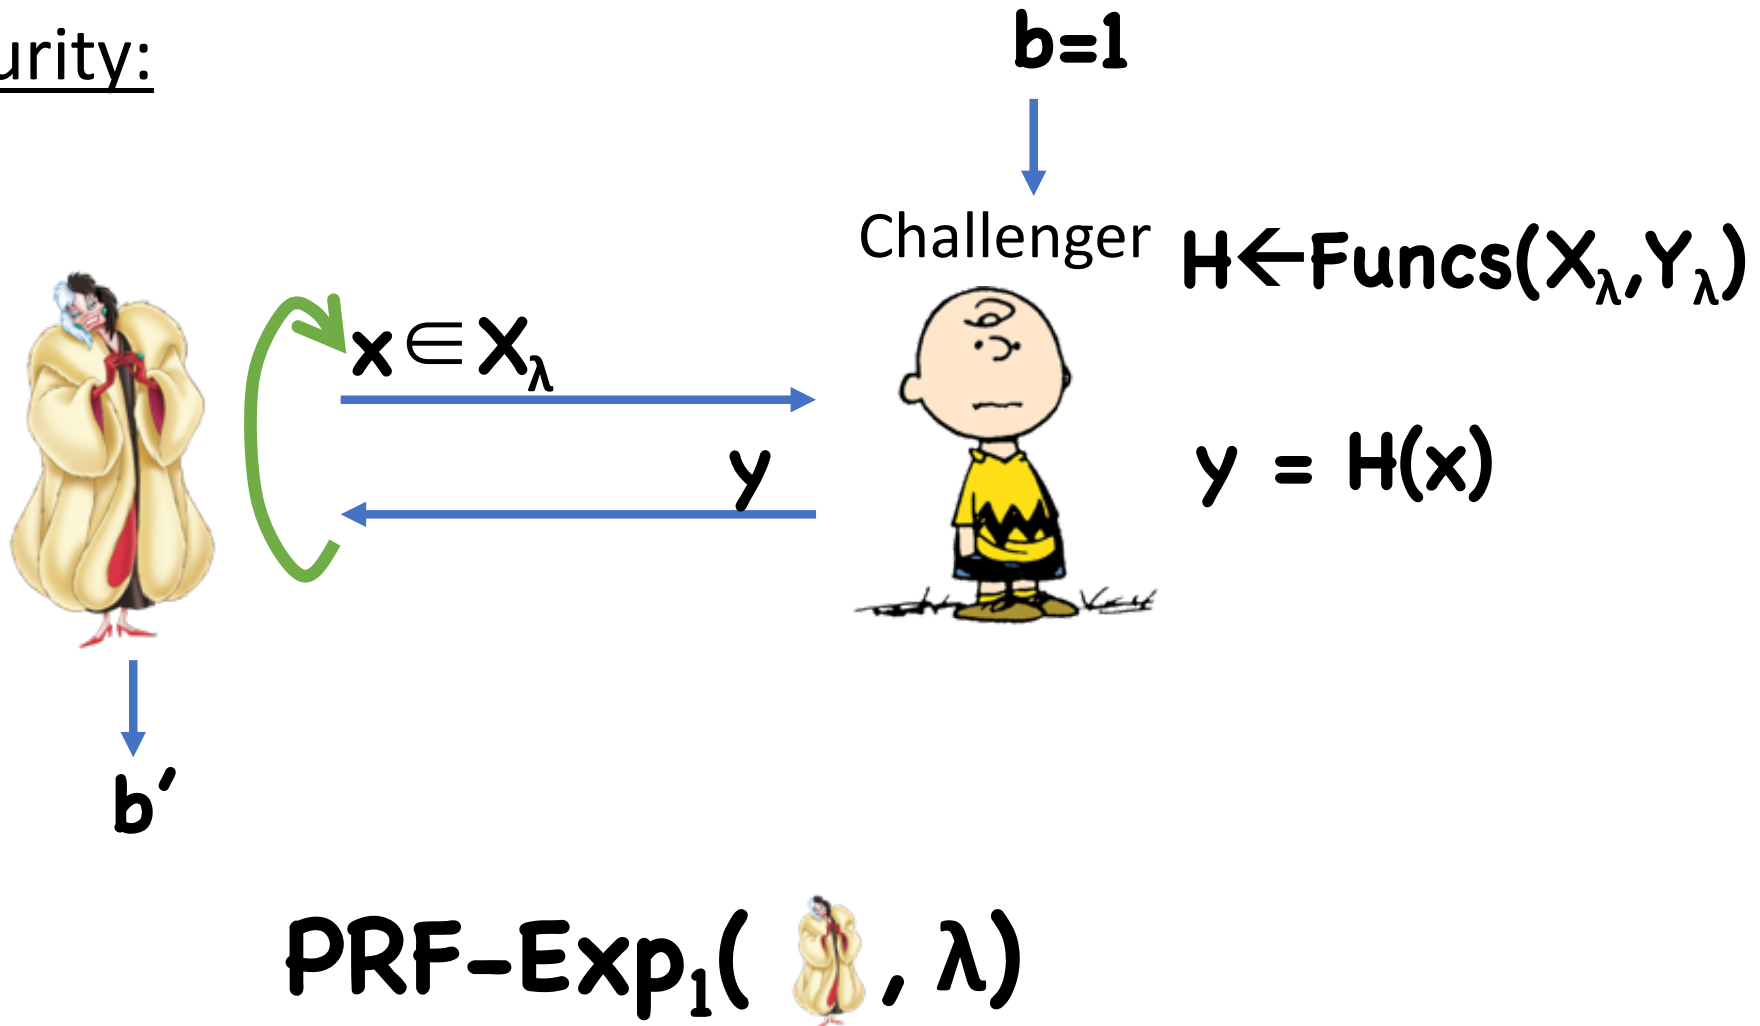 urity:
b=1
Challenger H←Funcs(Xλ,Yλ)
x∈Xλ
y
y = H(x)
b′
PRF-Exp₁( , λ)